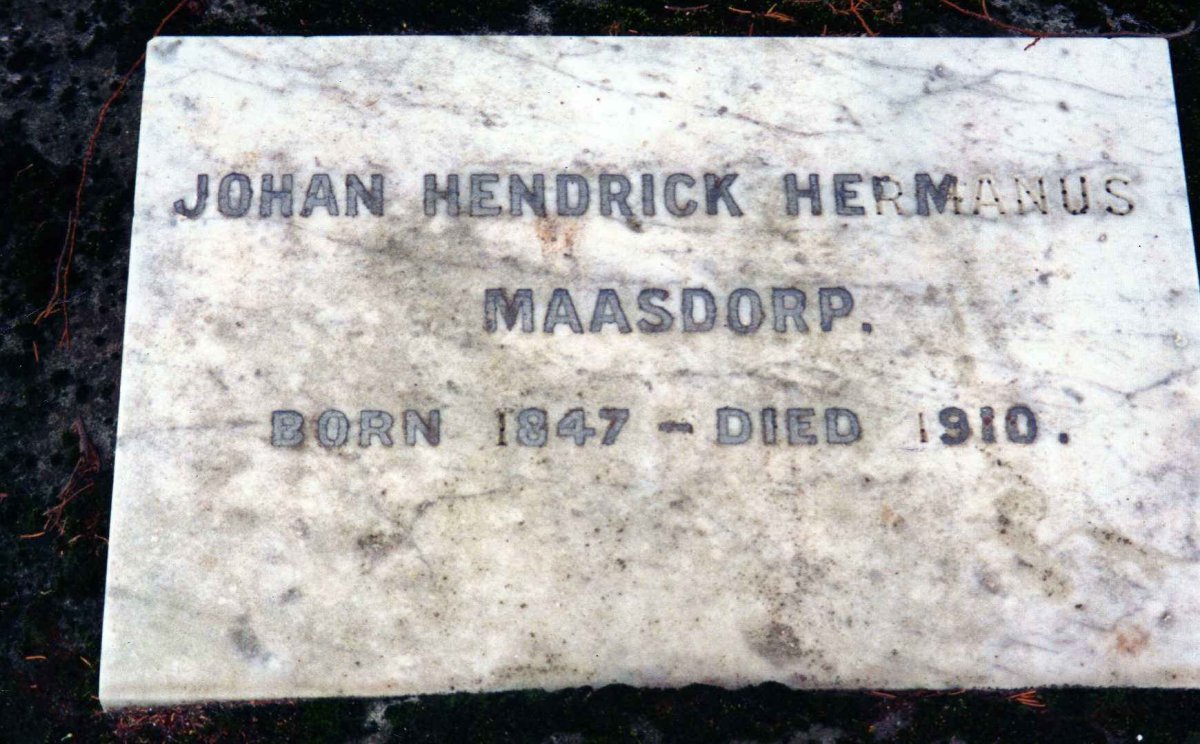 JOHAN HENDRICK HERMANUS
MAASDORP.
BORN 1847 - DIED 1910.